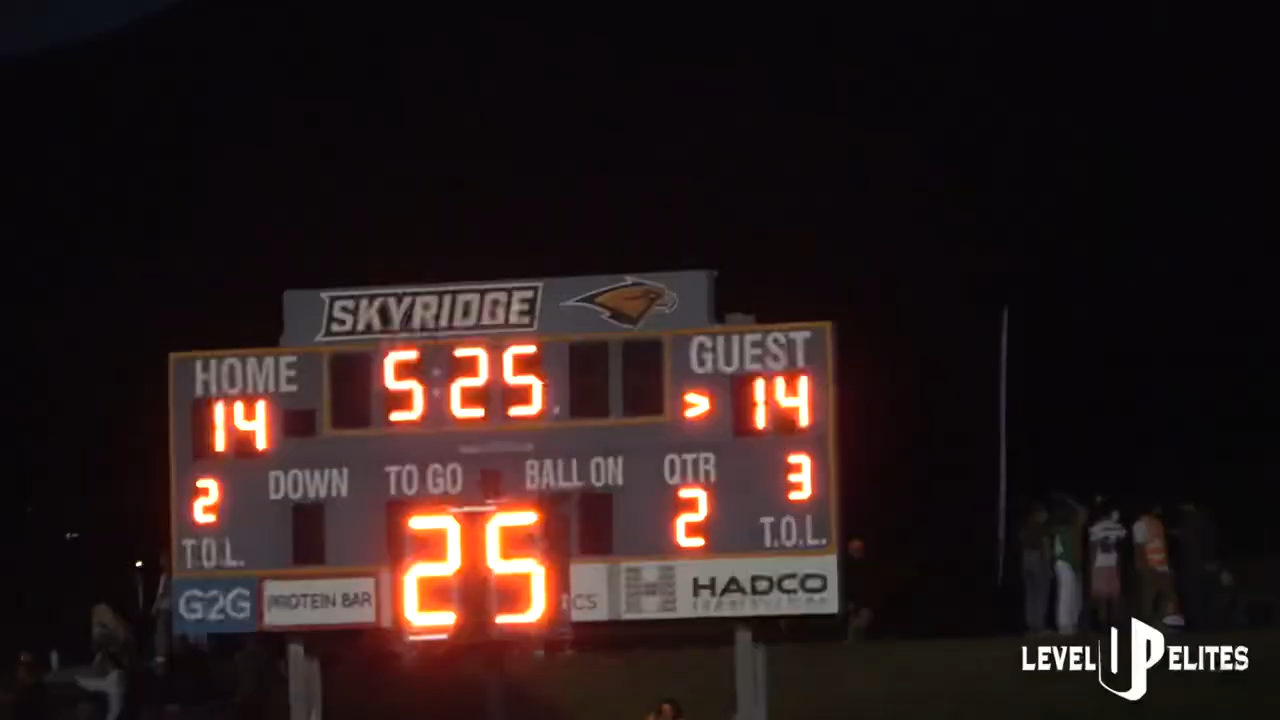 SKYRIDGE
HOME 5:25 GUEST
14 > 14
DOWN TO GO BALL ON QTR 3
2 2
T.O.L. 25 T.O.L.
G2G PROTEIN BAR CS HADCO
LEVEL UP ELITES